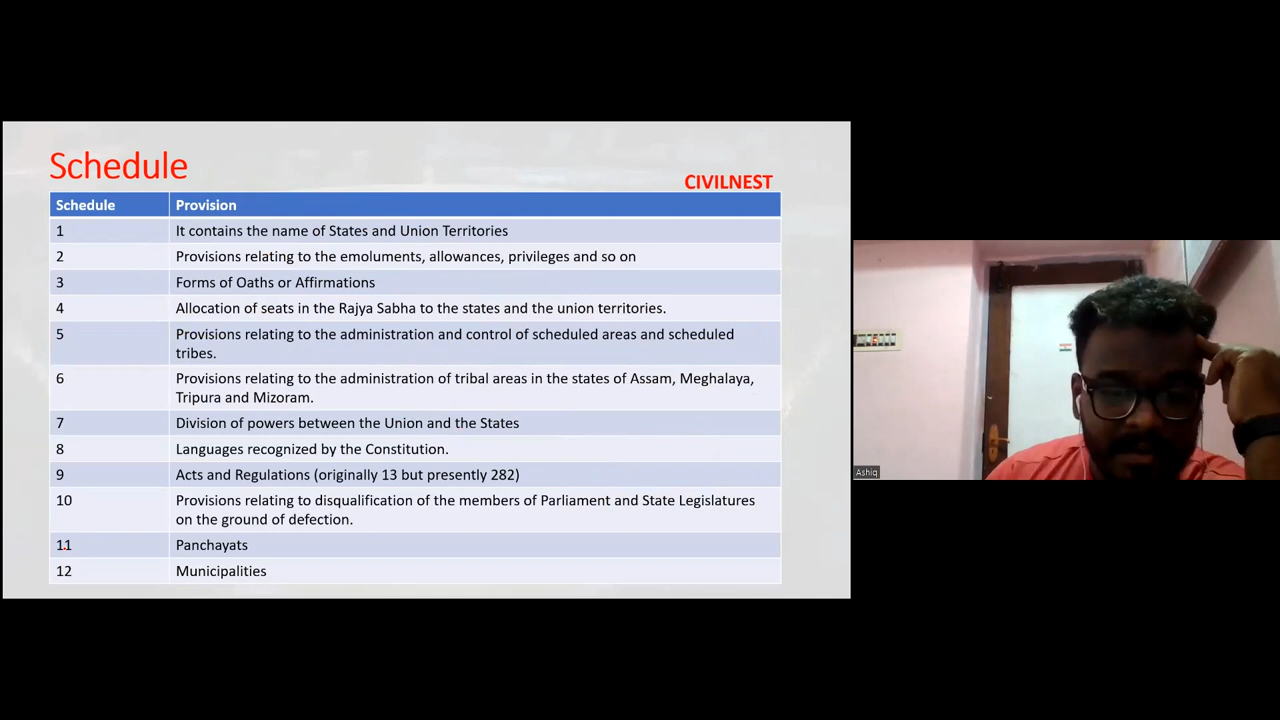 Schedule
CIVILNEST
Schedule Provision
1 It contains the name of States and Union Territories
2 Provisions relating to the emoluments, allowances, privileges and so on
3 Forms of Oaths or Affirmations
4 Allocation of seats in the Rajya Sabha to the states and the union territories.
5 Provisions relating to the administration and control of scheduled areas and scheduled
tribes.
6 Provisions relating to the administration of tribal areas in the states of Assam, Meghalaya,
Tripura and Mizoram.
7 Division of powers between the Union and the States
8 Languages recognized by the Constitution.
9 Acts and Regulations (originally 13 but presently 282)
10 Provisions relating to disqualification of the members of Parliament and State Legislatures
on the ground of defection.
11 Panchayats
12 Municipalities
Ashiq